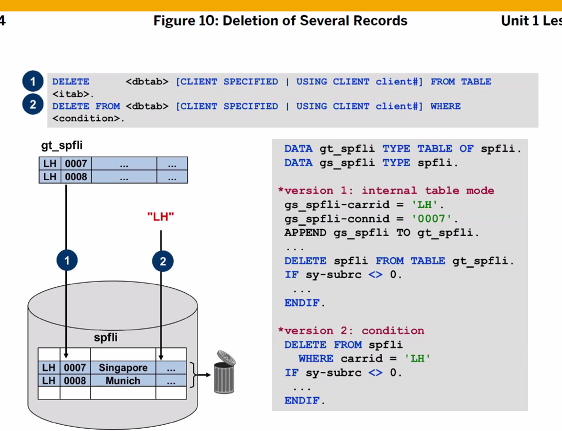 4 Figure 10: Deletion of Several Records Unit 1 Les
1 DELETE <dbtab> [CLIENT SPECIFIED | USING CLIENT client#] FROM TABLE
<itab>.
2 DELETE FROM <dbtab> [CLIENT SPECIFIED | USING CLIENT client#] WHERE
<condition>.
gt_spfli
LH 0007 ... ...
LH 0008 ... ...
"LH"
1 2
spfli
LH 0007 Singapore ...
LH 0008 Munich ...
DATA gt_spfli TYPE TABLE OF spfli.
DATA gs_spfli TYPE spfli.
*version 1: internal table mode
gs_spfli-carrid = 'LH'.
gs_spfli-connid = '0007'.
APPEND gs_spfli TO gt_spfli.
...
DELETE spfli FROM TABLE gt_spfli.
IF sy-subrc <> 0.
...
ENDIF.
*version 2: condition
DELETE FROM spfli
WHERE carrid = 'LH'
IF sy-subrc <> 0.
...
ENDIF.